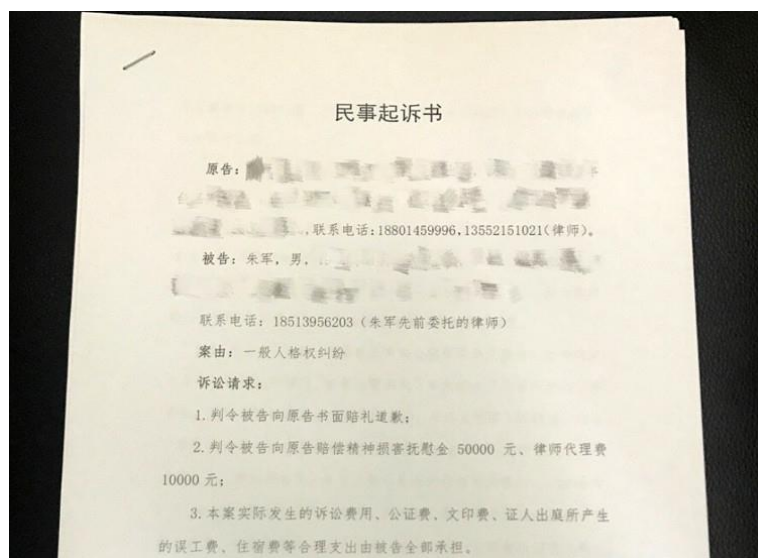 民事起诉书
原告:
,联系电话:18801459996,13552151021(律师)。
被告: 朱军,男,
联系电话: 18513956203 (朱军先前委托的律师)
案由: 一般人格权纠纷
诉讼请求:
1.判令被告向原告书面赔礼道歉;
2.判令被告向原告赔偿精神损害抚慰金 50000 元、律师代理费
10000 元;
3.本案实际发生的诉讼费用、公证费、文印费、证人出庭所产生
的误工费、住宿费等合理支出由被告全部承担。